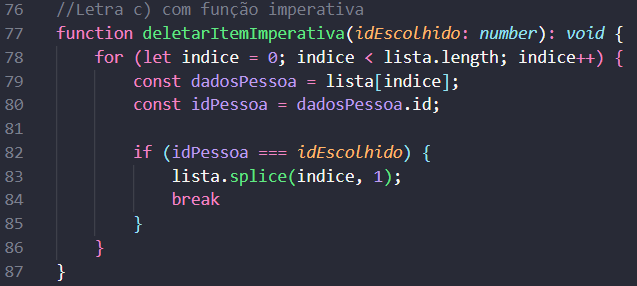 76 //Letra c) com função imperativa
77 function deletarItemImperativa(idEscolhido: number): void {
78     for (let indice = 0; indice < lista.length; indice++) {
79         const dadosPessoa = lista[indice];
80         const idPessoa = dadosPessoa.id;
81
82         if (idPessoa === idEscolhido) {
83             lista.splice(indice, 1);
84             break
85         }
86     }
87 }